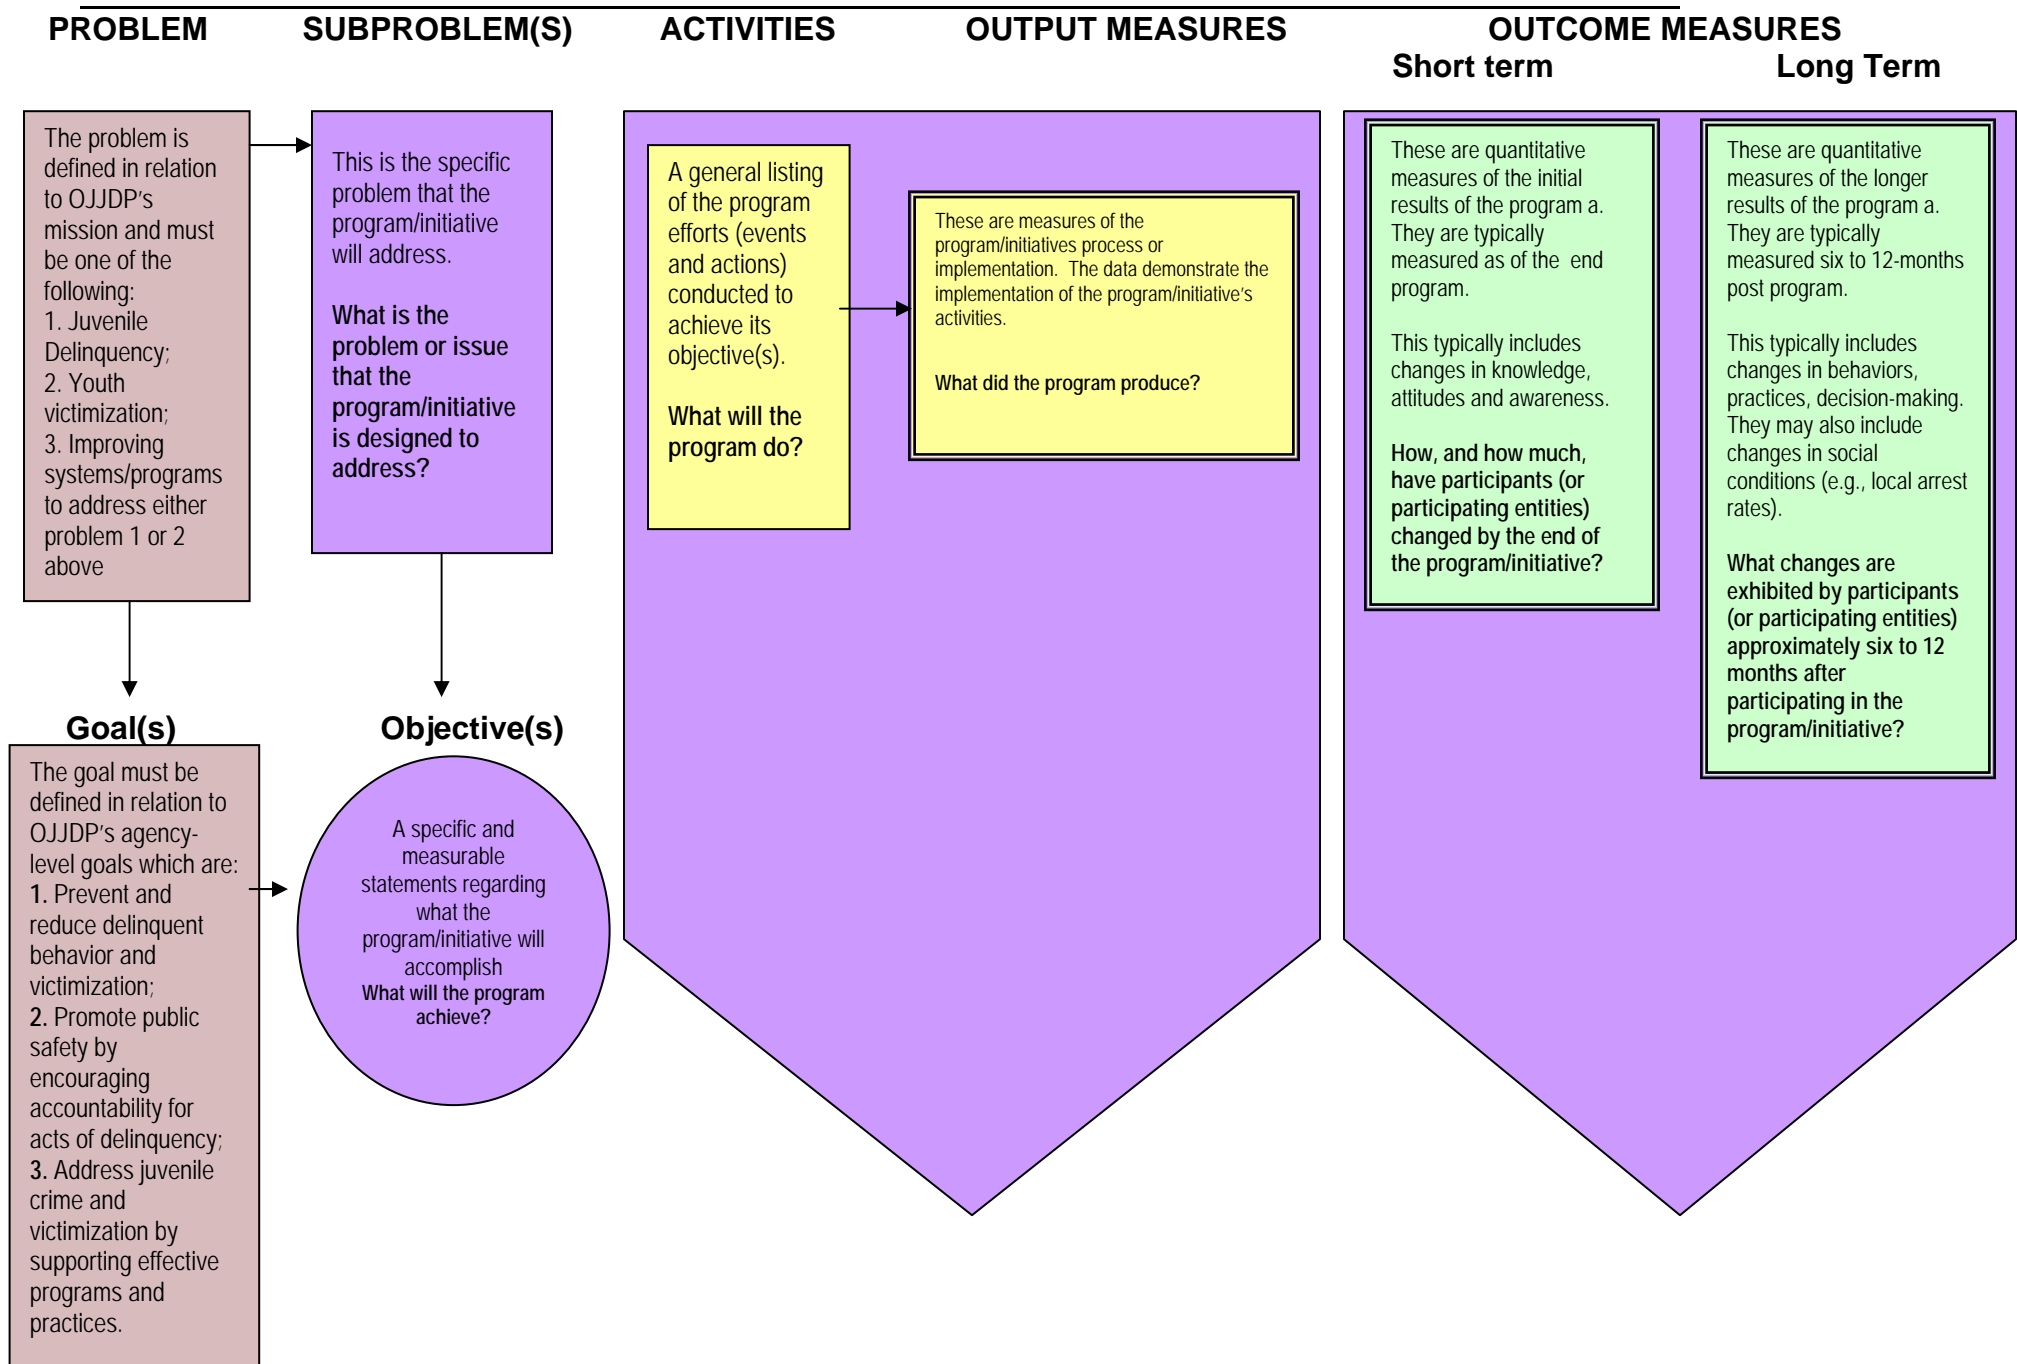 PROBLEM SUBPROBLEM(S) ACTIVITIES OUTPUT MEASURES OUTCOME MEASURES
Short term Long Term
The problem is
defined in relation
to OJJDP's
mission and must
be one of the
following:
1. Juvenile
Delinquency;
2. Youth
victimization;
3. Improving
systems/programs
to address either
problem 1 or 2
above
This is the specific
problem that the
program/initiative
will address.
What is the
problem or issue
that the
program/initiative
is designed to
address?
A general listing
of the program
efforts (events
and actions)
conducted to
achieve its
objective(s).
What will the
program do?
These are measures of the
program/initiatives process or
implementation. The data demonstrate the
implementation of the program/initiative's
activities.
What did the program produce?
These are quantitative
measures of the initial
results of the program a.
They are typically
measured as of the end
program.
This typically includes
changes in knowledge,
attitudes and awareness.
How, and how much,
have participants (or
participating entities)
changed by the end of
the program/initiative?
These are quantitative
measures of the longer
results of the program a.
They are typically
measured six to 12-months
post program.
This typically includes
changes in behaviors,
practices, decision-making.
They may also include
changes in social
conditions (e.g., local arrest
rates).
What changes are
exhibited by participants
(or participating entities)
approximately six to 12
months after
participating in the
program/initiative?
Goal(s)
The goal must be
defined in relation to
OJJDP's agency-
level goals which are:
1. Prevent and
reduce delinquent
behavior and
victimization;
2. Promote public
safety by
encouraging
accountability for
acts of delinquency;
3. Address juvenile
crime and
victimization by
supporting effective
programs and
practices.
Objective(s)
A specific and
measurable
statements regarding
what the
program/initiative will
accomplish
What will the program
achieve?